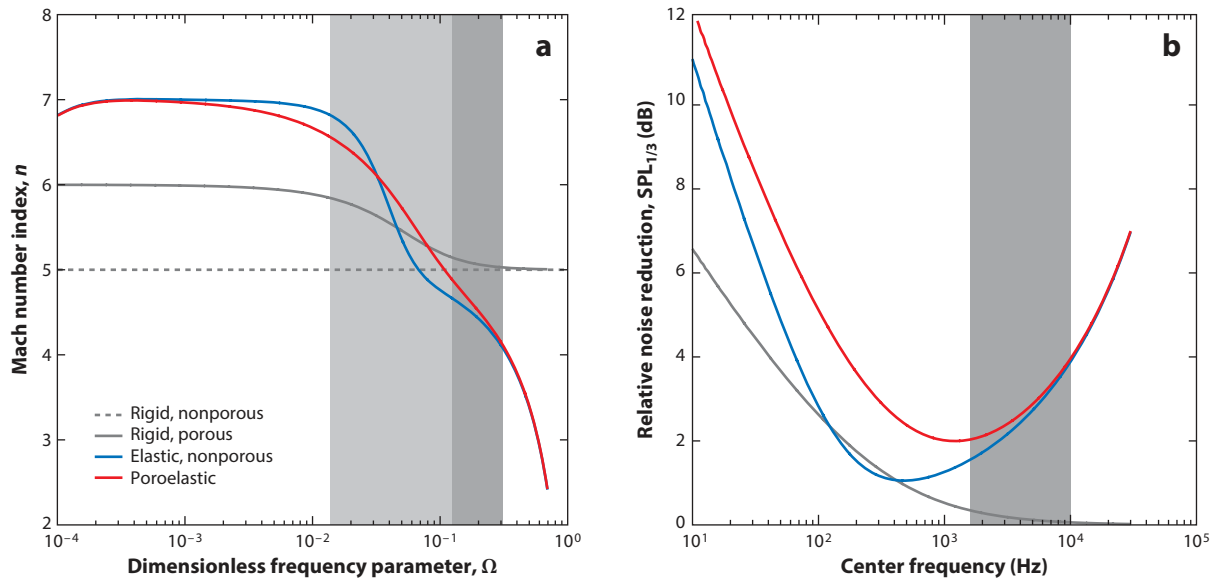 a
Mach number index, n
8
7
6
5
4
3
2
Rigid, nonporous
Rigid, porous
Elastic, nonporous
Poroelastic
10⁻⁴ 10⁻³ 10⁻² 10⁻¹ 10⁰
Dimensionless frequency parameter, Ω
b
Relative noise reduction, SPL₁/₃ (dB)
12
10
8
6
4
2
0
10¹ 10² 10³ 10⁴ 10⁵
Center frequency (Hz)